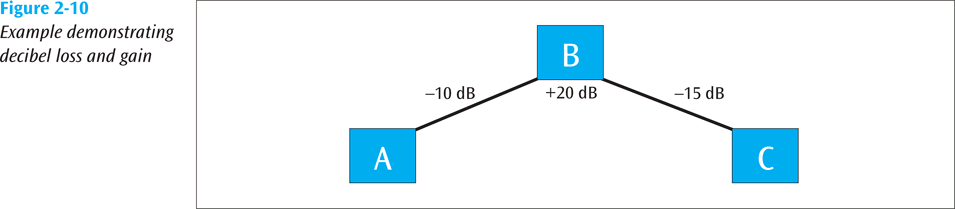 Figure 2-10
Example demonstrating
decibel loss and gain
B
–10 dB
+20 dB
–15 dB
A
C